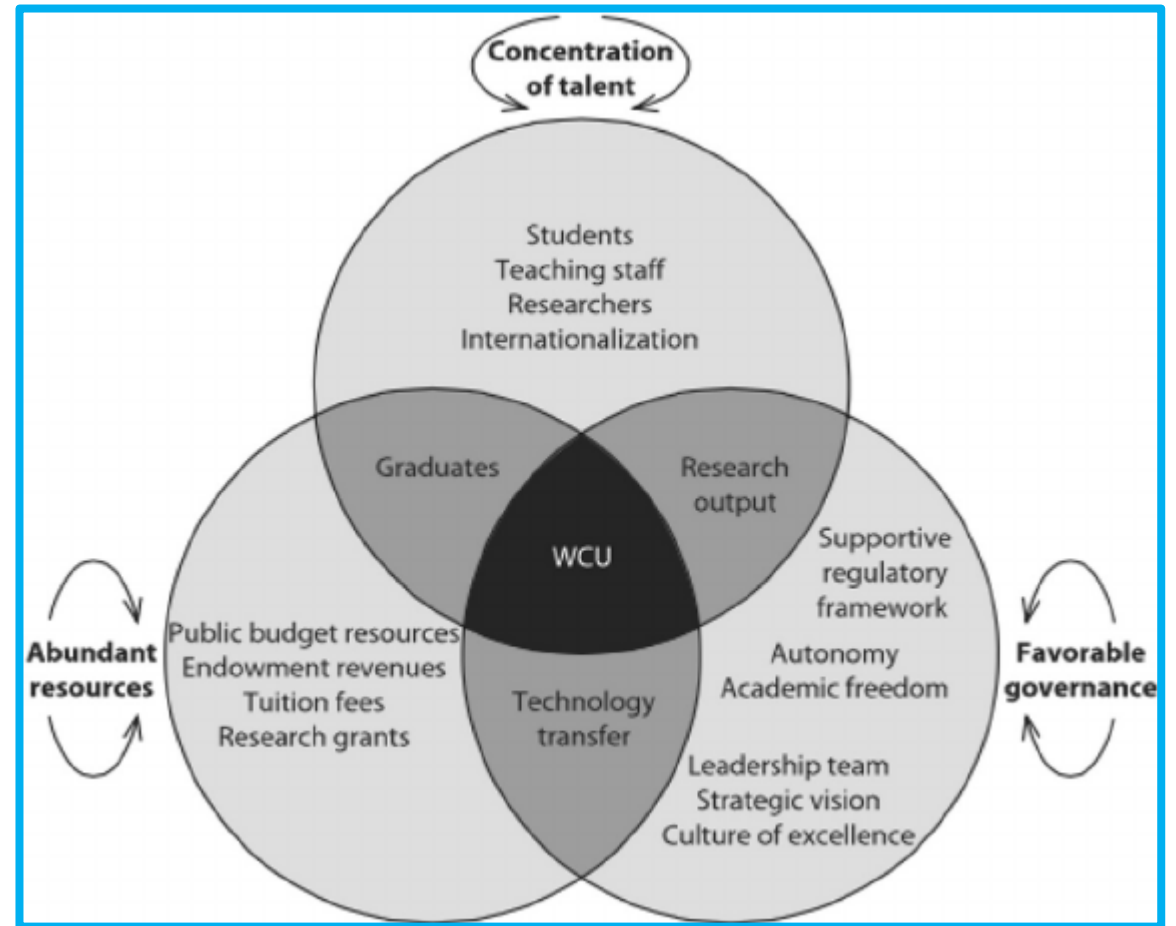 Concentration
of talent
Students
Teaching staff
Researchers
Internationalization
Graduates
Research
output
WCU
Supportive
regulatory
framework
Autonomy
Academic freedom
Leadership team
Strategic vision
Culture of excellence
Favorable
governance
Abundant
resources
Public budget resources
Endowment revenues
Tuition fees
Research grants
Technology
transfer